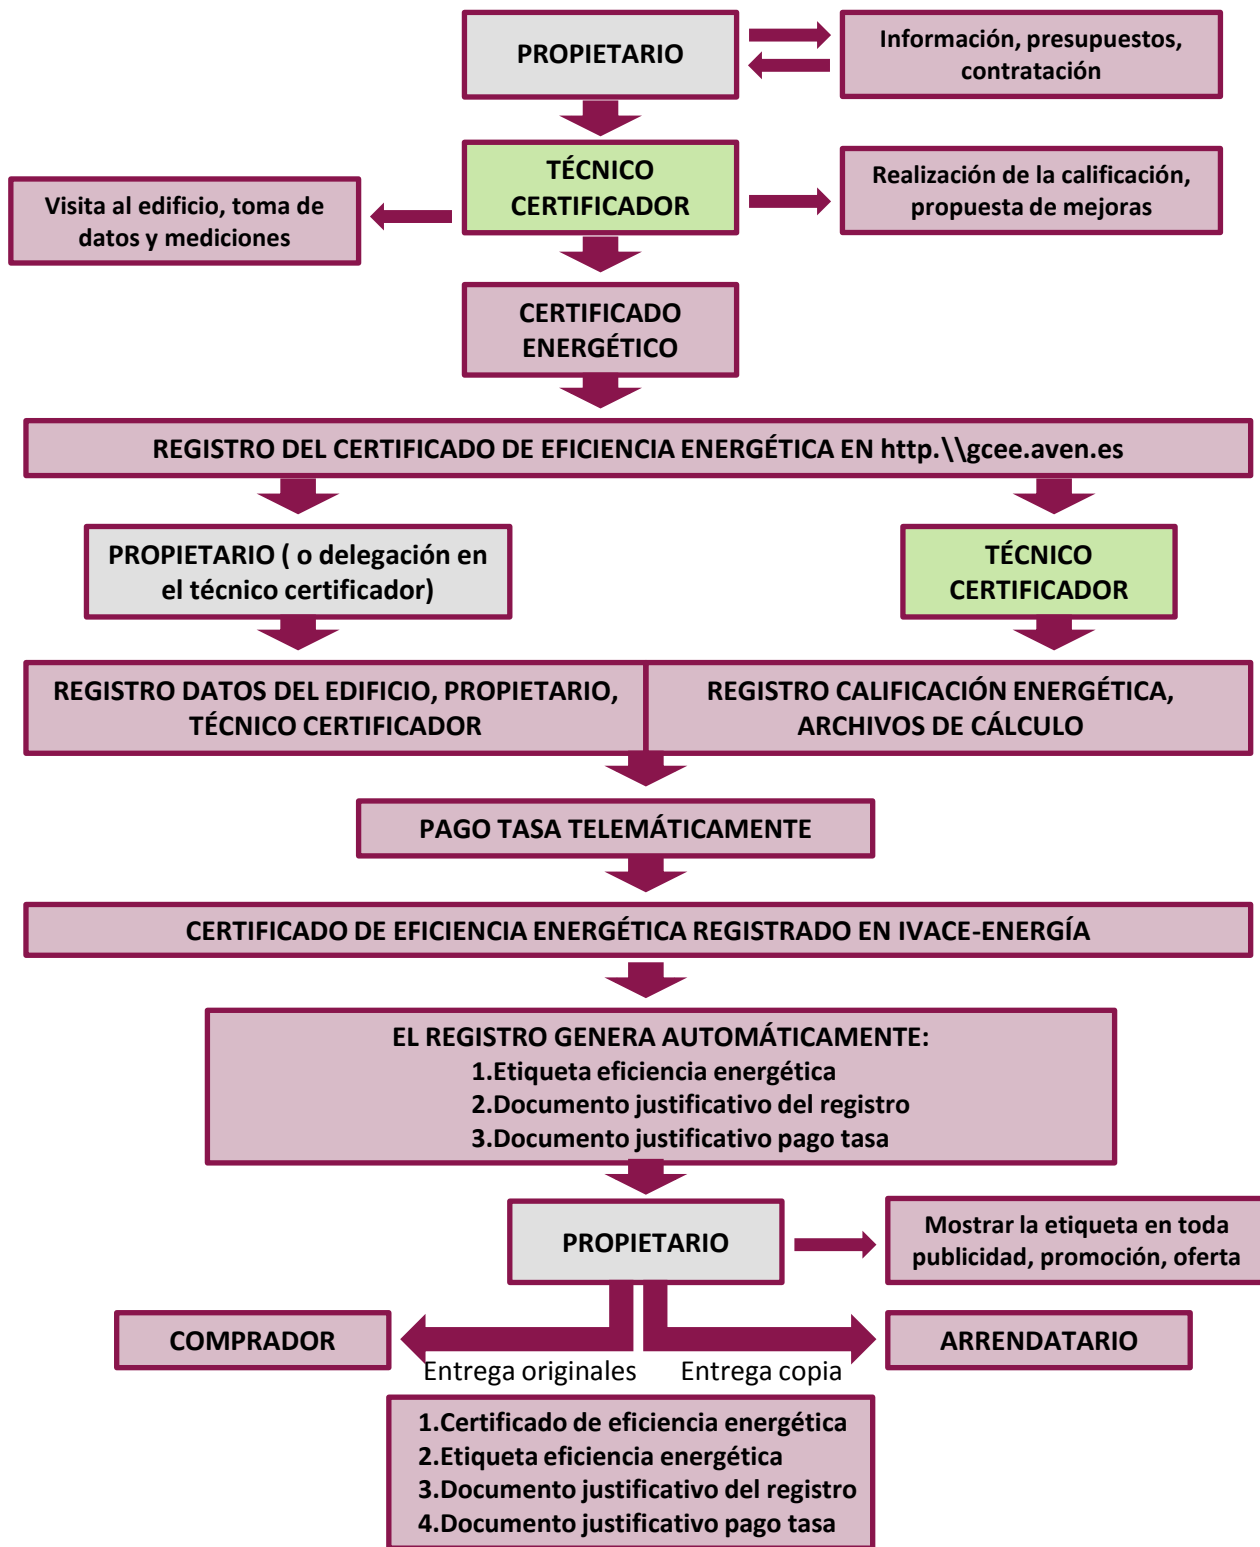 PROPIETARIO
Información, presupuestos,
contratación
TÉCNICO
CERTIFICADOR
Visita al edificio, toma de
datos y mediciones
Realización de la calificación,
propuesta de mejoras
CERTIFICADO
ENERGÉTICO
REGISTRO DEL CERTIFICADO DE EFICIENCIA ENERGÉTICA EN http.\\gcee.aven.es
PROPIETARIO ( o delegación en
el técnico certificador)
TÉCNICO
CERTIFICADOR
REGISTRO DATOS DEL EDIFICIO, PROPIETARIO,
TÉCNICO CERTIFICADOR
REGISTRO CALIFICACIÓN ENERGÉTICA,
ARCHIVOS DE CÁLCULO
PAGO TASA TELEMÁTICAMENTE
CERTIFICADO DE EFICIENCIA ENERGÉTICA REGISTRADO EN IVACE-ENERGÍA
EL REGISTRO GENERA AUTOMÁTICAMENTE:
1.Etiqueta eficiencia energética
2.Documento justificativo del registro
3.Documento justificativo pago tasa
PROPIETARIO
Mostrar la etiqueta en toda
publicidad, promoción, oferta
COMPRADOR
ARRENDATARIO
Entrega originales
Entrega copia
1.Certificado de eficiencia energética
2.Etiqueta eficiencia energética
3.Documento justificativo del registro
4.Documento justificativo pago tasa